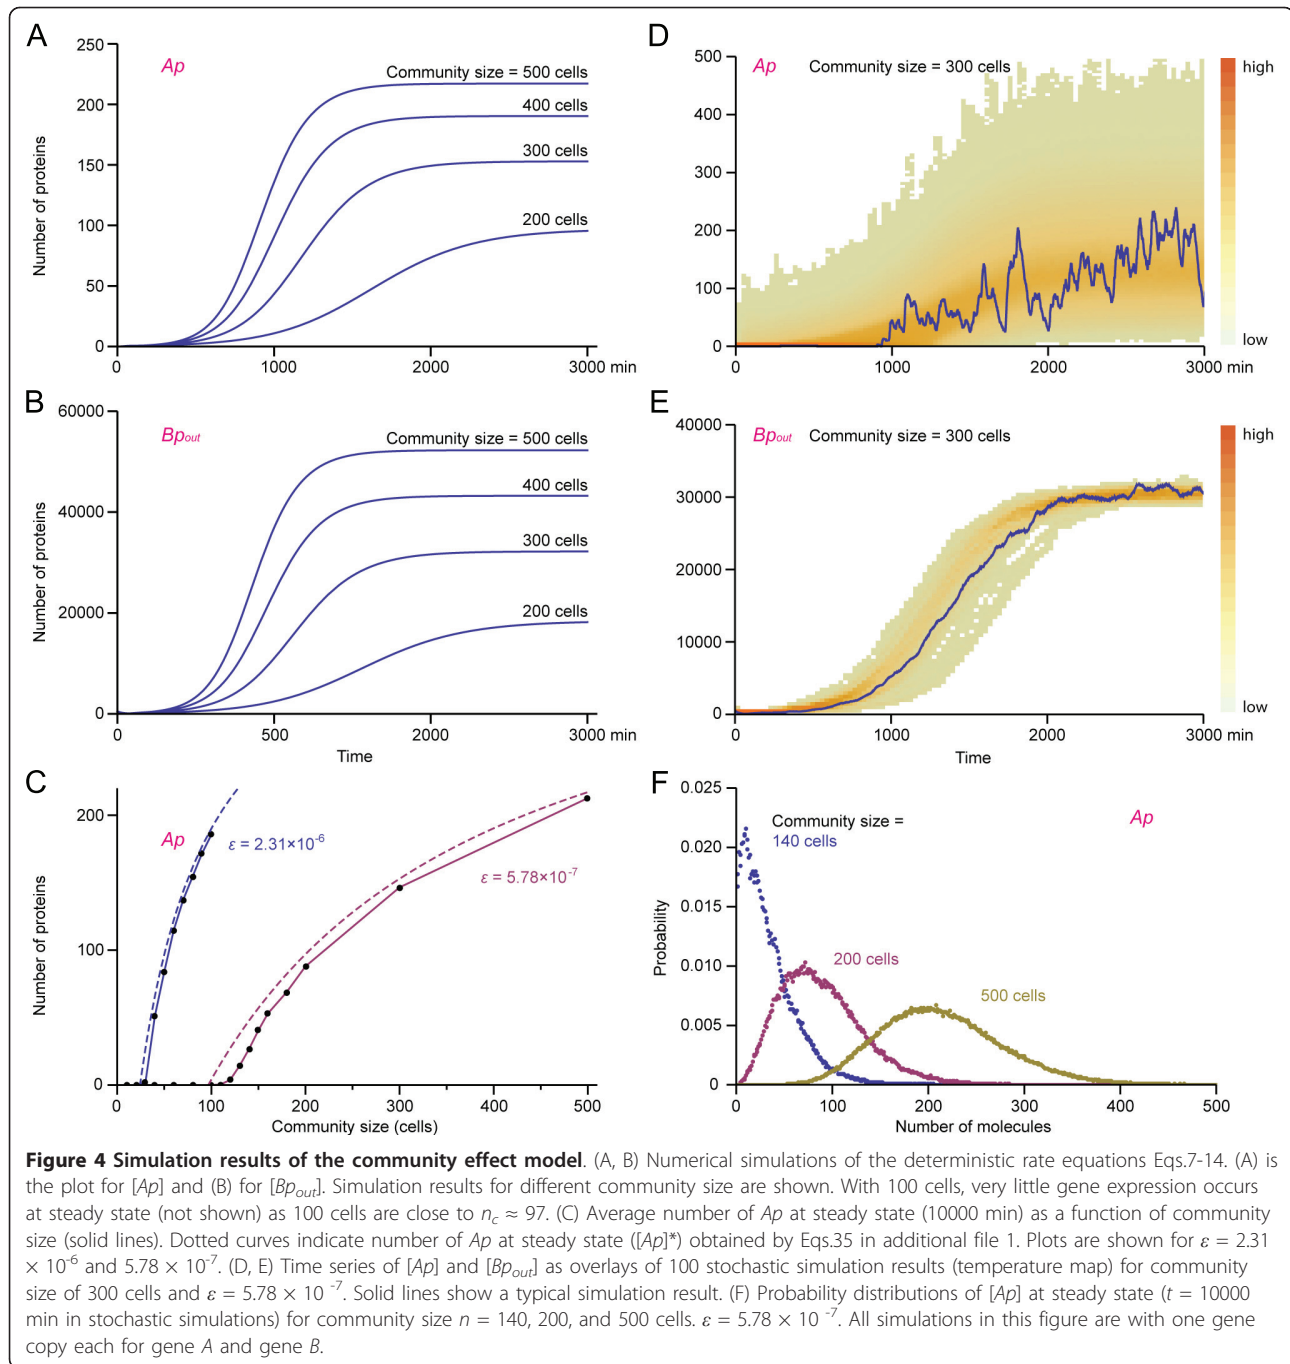 A
Ap
Number of proteins
250
200
150
100
50
0
Community size = 500 cells
400 cells
300 cells
200 cells
0
1000
2000
3000 min
B
Bpout
Number of proteins
60000
40000
20000
0
Community size = 500 cells
400 cells
300 cells
200 cells
0
500
2000
3000 min
Time
C
Ap
Number of proteins
200
100
0
ε = 2.31×10-6
ε = 5.78×10-7
0
100
200
300
400
500
Community size (cells)
D
Ap
Community size = 300 cells
500
400
300
200
100
0
high
low
0
1000
2000
3000 min
E
Bpout
Community size = 300 cells
40000
30000
20000
10000
0
high
low
0
1000
2000
3000 min
Time
F
Ap
Probability
0.025
0.020
0.015
0.010
0.005
0
Community size =
140 cells
200 cells
500 cells
0
100
200
300
400
500
Number of molecules
Figure 4 Simulation results of the community effect model. (A, B) Numerical simulations of the deterministic rate equations Eqs.7-14. (A) is
the plot for [Ap] and (B) for [Bpout]. Simulation results for different community size are shown. With 100 cells, very little gene expression occurs
at steady state (not shown) as 100 cells are close to nc ≈ 97. (C) Average number of Ap at steady state (10000 min) as a function of community
size (solid lines). Dotted curves indicate number of Ap at steady state ([Ap]*) obtained by Eqs.35 in additional file 1. Plots are shown for ε = 2.31
× 10-6 and 5.78 × 10-7. (D, E) Time series of [Ap] and [Bpout] as overlays of 100 stochastic simulation results (temperature map) for community
size of 300 cells and ε = 5.78 × 10 -7. Solid lines show a typical simulation result. (F) Probability distributions of [Ap] at steady state (t = 10000
min in stochastic simulations) for community size n = 140, 200, and 500 cells. ε = 5.78 × 10 -7. All simulations in this figure are with one gene
copy each for gene A and gene B.